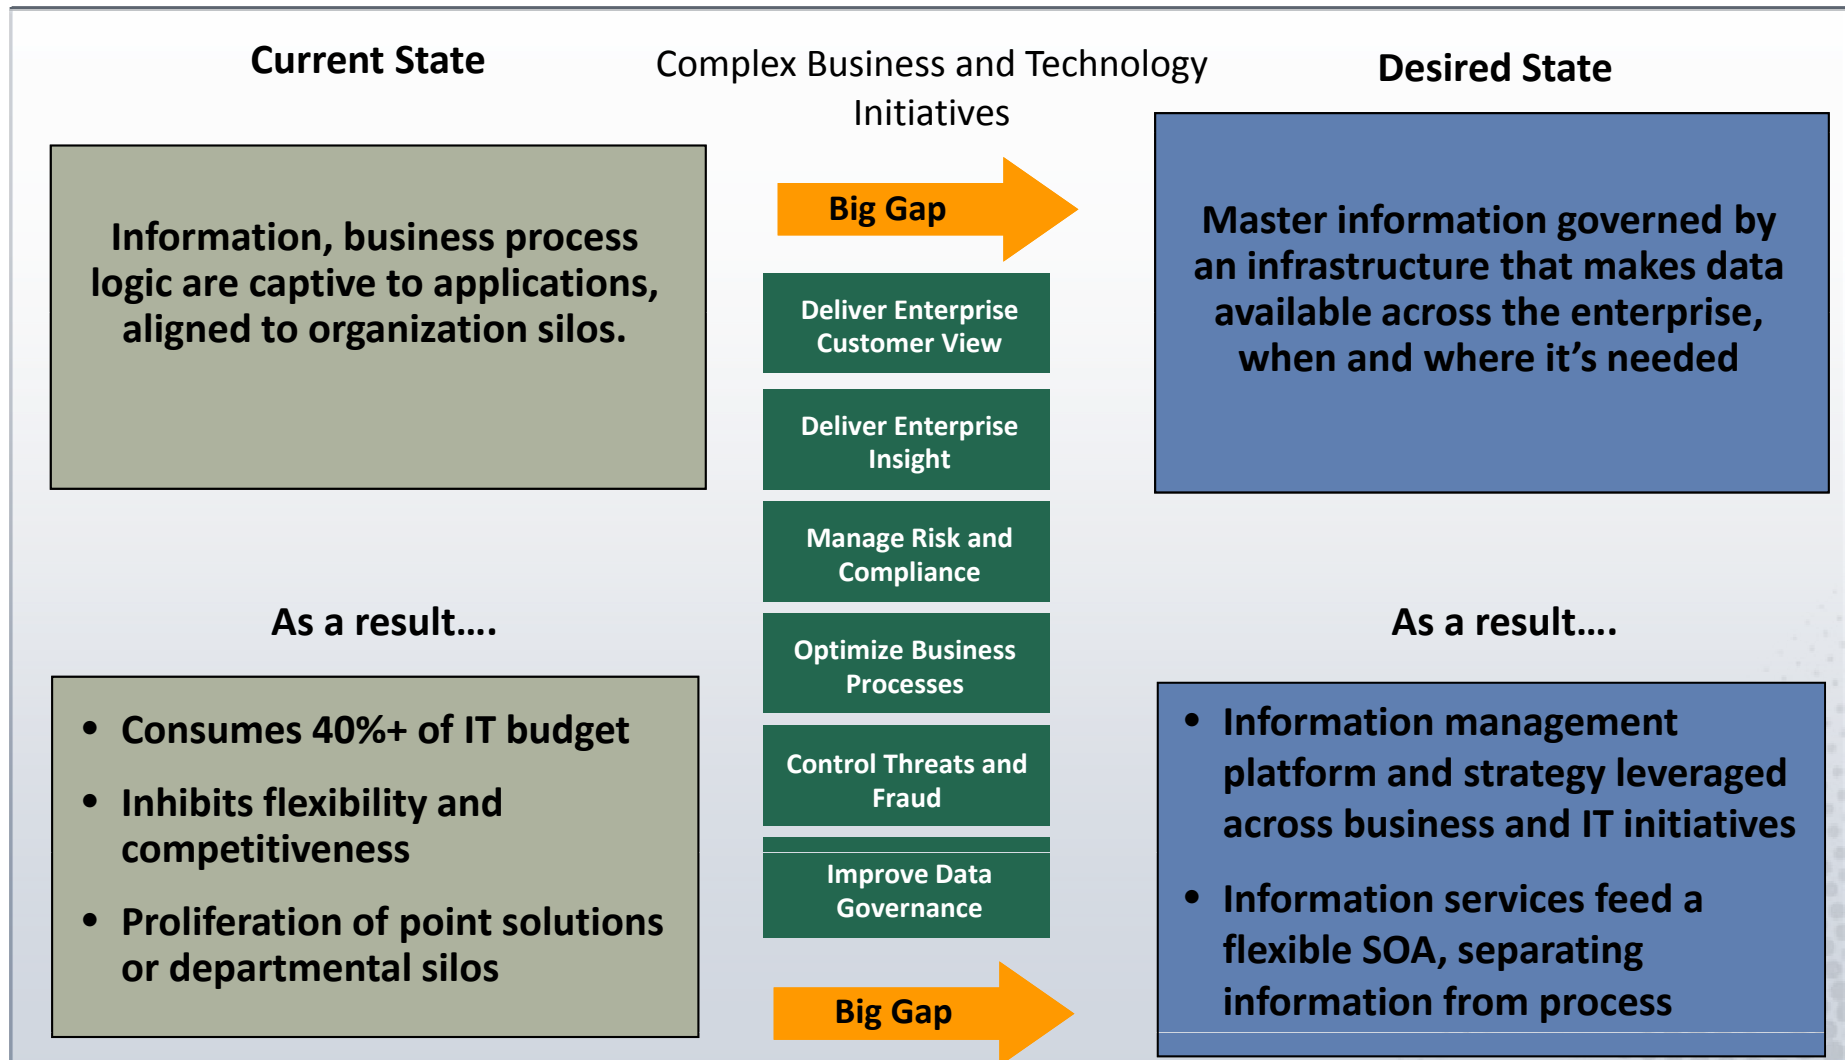 Current State
Complex Business and Technology
Initiatives
Desired State
Information, business process
logic are captive to applications,
aligned to organization silos.
Big Gap
Deliver Enterprise
Customer View
Deliver Enterprise
Insight
Manage Risk and
Compliance
Optimize Business
Processes
Control Threats and
Fraud
Improve Data
Governance
Big Gap
Master information governed by
an infrastructure that makes data
available across the enterprise,
when and where it’s needed
As a result....
• Consumes 40%+ of IT budget
• Inhibits flexibility and
competitiveness
• Proliferation of point solutions
or departmental silos
As a result....
• Information management
platform and strategy leveraged
across business and IT initiatives
• Information services feed a
flexible SOA, separating
information from process